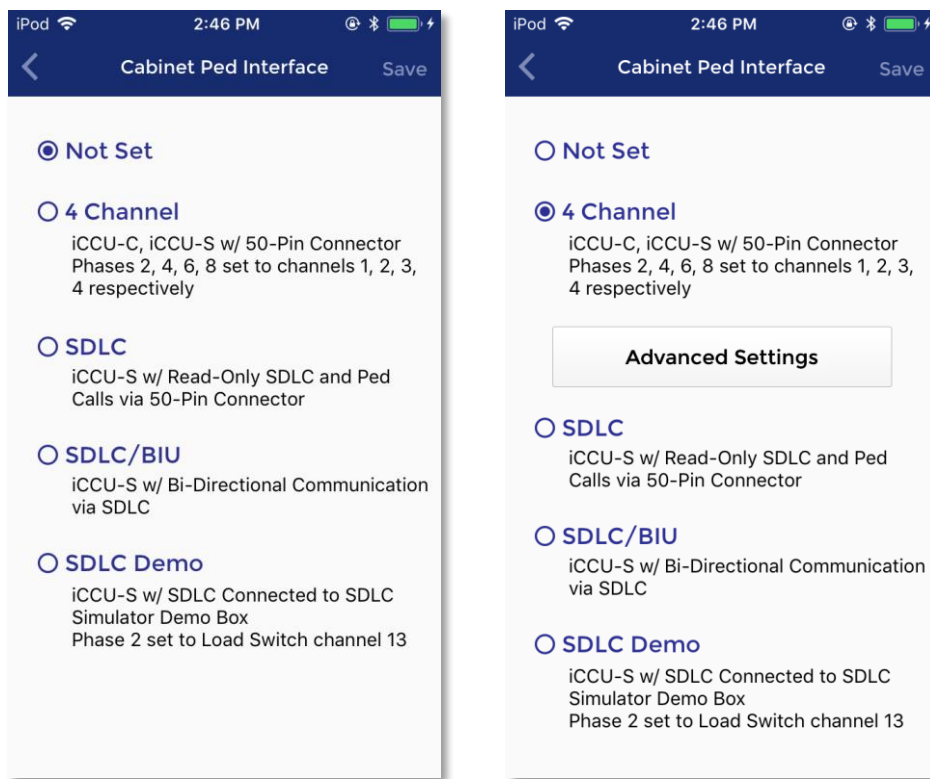 iPod 2:46 PM
Cabinet Ped Interface Save
Not Set
4 Channel
iCCU-C, iCCU-S w/ 50-Pin Connector
Phases 2, 4, 6, 8 set to channels 1, 2, 3,
4 respectively
SDLC
iCCU-S w/ Read-Only SDLC and Ped
Calls via 50-Pin Connector
SDLC/BIU
iCCU-S w/ Bi-Directional Communication
via SDLC
SDLC Demo
iCCU-S w/ SDLC Connected to SDLC
Simulator Demo Box
Phase 2 set to Load Switch channel 13
iPod 2:46 PM
Cabinet Ped Interface Save
Not Set
4 Channel
iCCU-C, iCCU-S w/ 50-Pin Connector
Phases 2, 4, 6, 8 set to channels 1, 2, 3,
4 respectively
Advanced Settings
SDLC
iCCU-S w/ Read-Only SDLC and Ped
Calls via 50-Pin Connector
SDLC/BIU
iCCU-S w/ Bi-Directional Communication
via SDLC
SDLC Demo
iCCU-S w/ SDLC Connected to SDLC
Simulator Demo Box
Phase 2 set to Load Switch channel 13